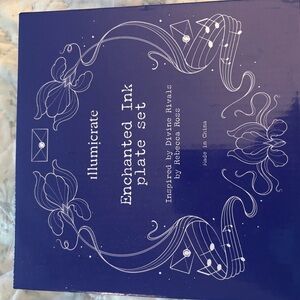 illumicrate
Enchanted Ink
plate set
Inspired by Divine Rivals
by Rebecca Ross
Made in China